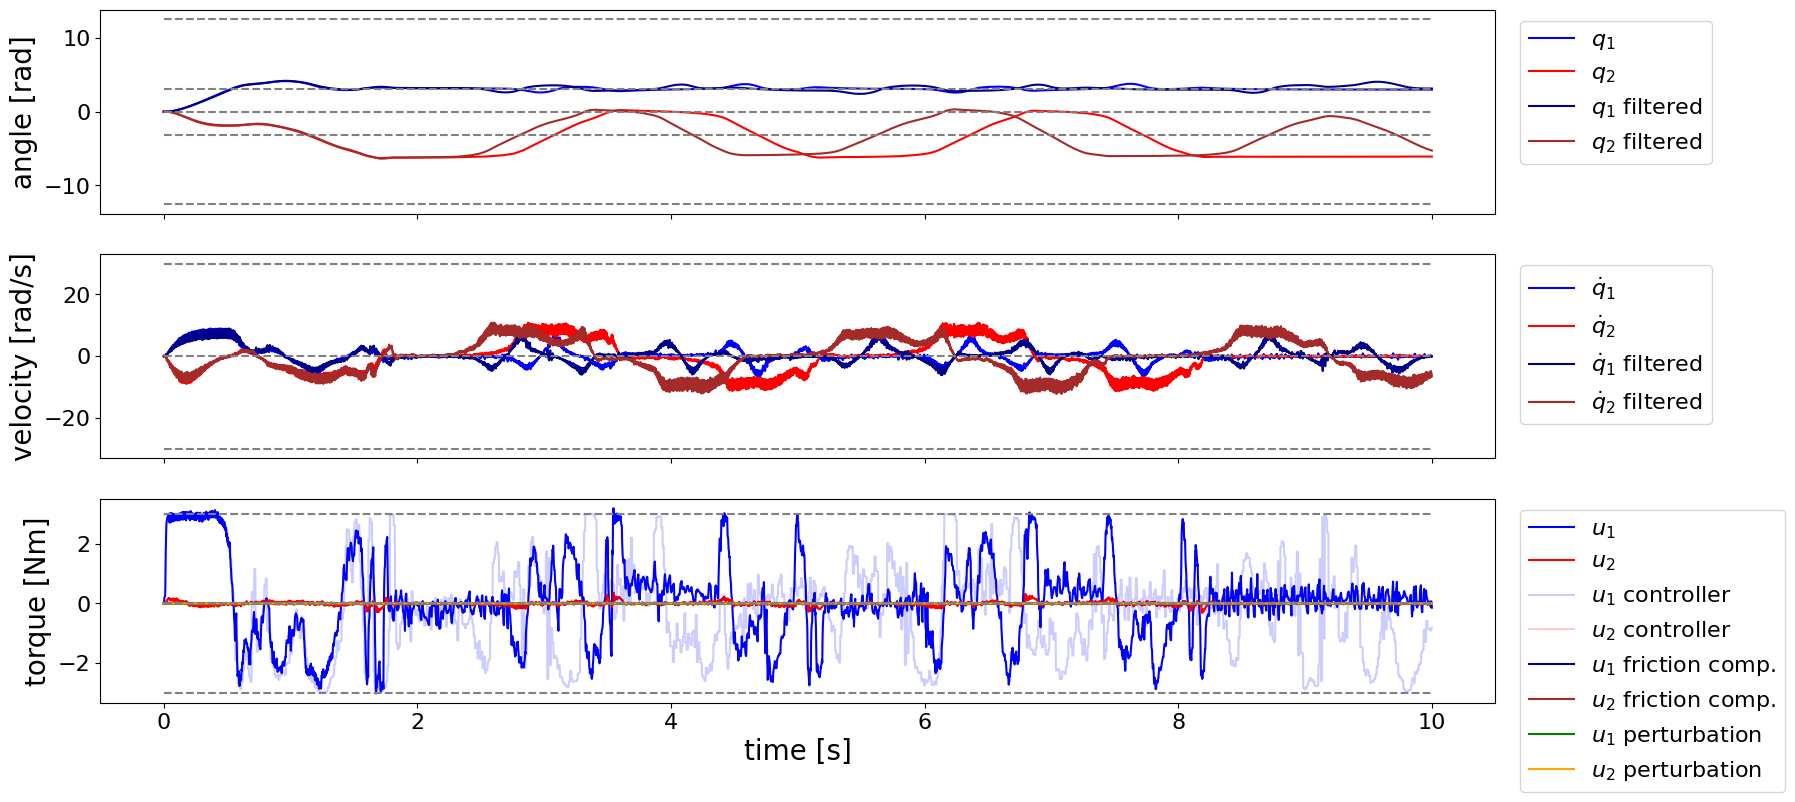 angle [rad]
10
0
−10
q₁
q₂
q₁ filtered
q₂ filtered
velocity [rad/s]
20
0
−20
q̇₁
q̇₂
q̇₁ filtered
q̇₂ filtered
torque [Nm]
2
0
−2
0 2 4 6 8 10
time [s]
u₁
u₂
u₁ controller
u₂ controller
u₁ friction comp.
u₂ friction comp.
u₁ perturbation
u₂ perturbation